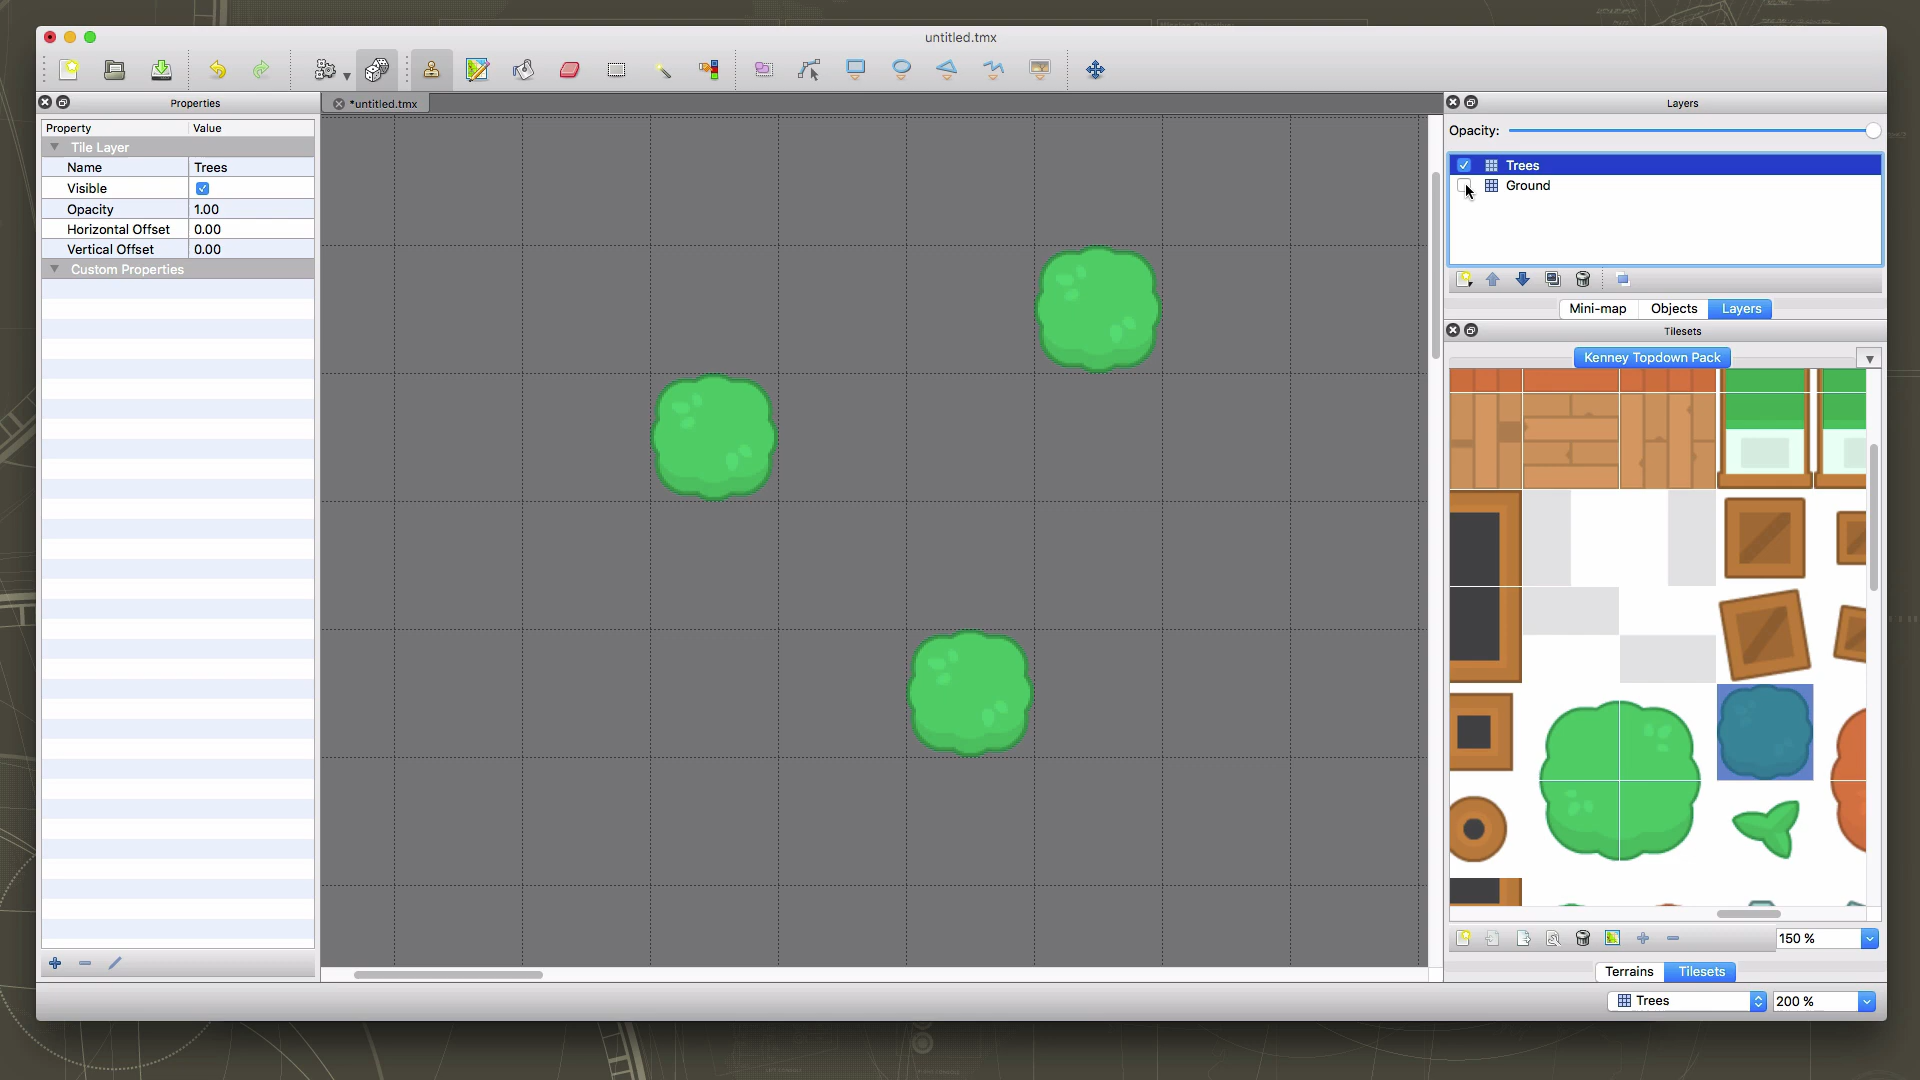 untitled.tmx
Properties
*untitled.tmx
Layers
Property Value
Opacity:
Tile Layer
Name Trees
Visible
Opacity 1.00
Horizontal Offset 0.00
Vertical Offset 0.00
Custom Properties
Trees
Ground
Mini-map Objects Layers
Tilesets
Kenney Topdown Pack
150 %
Terrains Tilesets
Trees 200 %